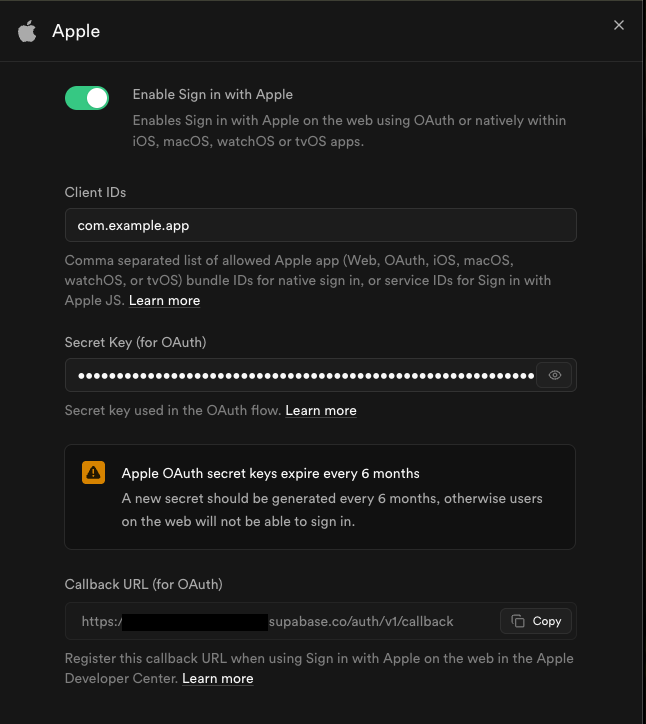 Apple
Enable Sign in with Apple
Enables Sign in with Apple on the web using OAuth or natively within
iOS, macOS, watchOS or tvOS apps.
Client IDs
com.example.app
Comma separated list of allowed Apple app (Web, OAuth, iOS, macOS,
watchOS, or tvOS) bundle IDs for native sign in, or service IDs for Sign in with
Apple JS. Learn more
Secret Key (for OAuth)
Secret key used in the OAuth flow. Learn more
Apple OAuth secret keys expire every 6 months
A new secret should be generated every 6 months, otherwise users
on the web will not be able to sign in.
Callback URL (for OAuth)
https:/ supabase.co/auth/v1/callback Copy
Register this callback URL when using Sign in with Apple on the web in the Apple
Developer Center. Learn more